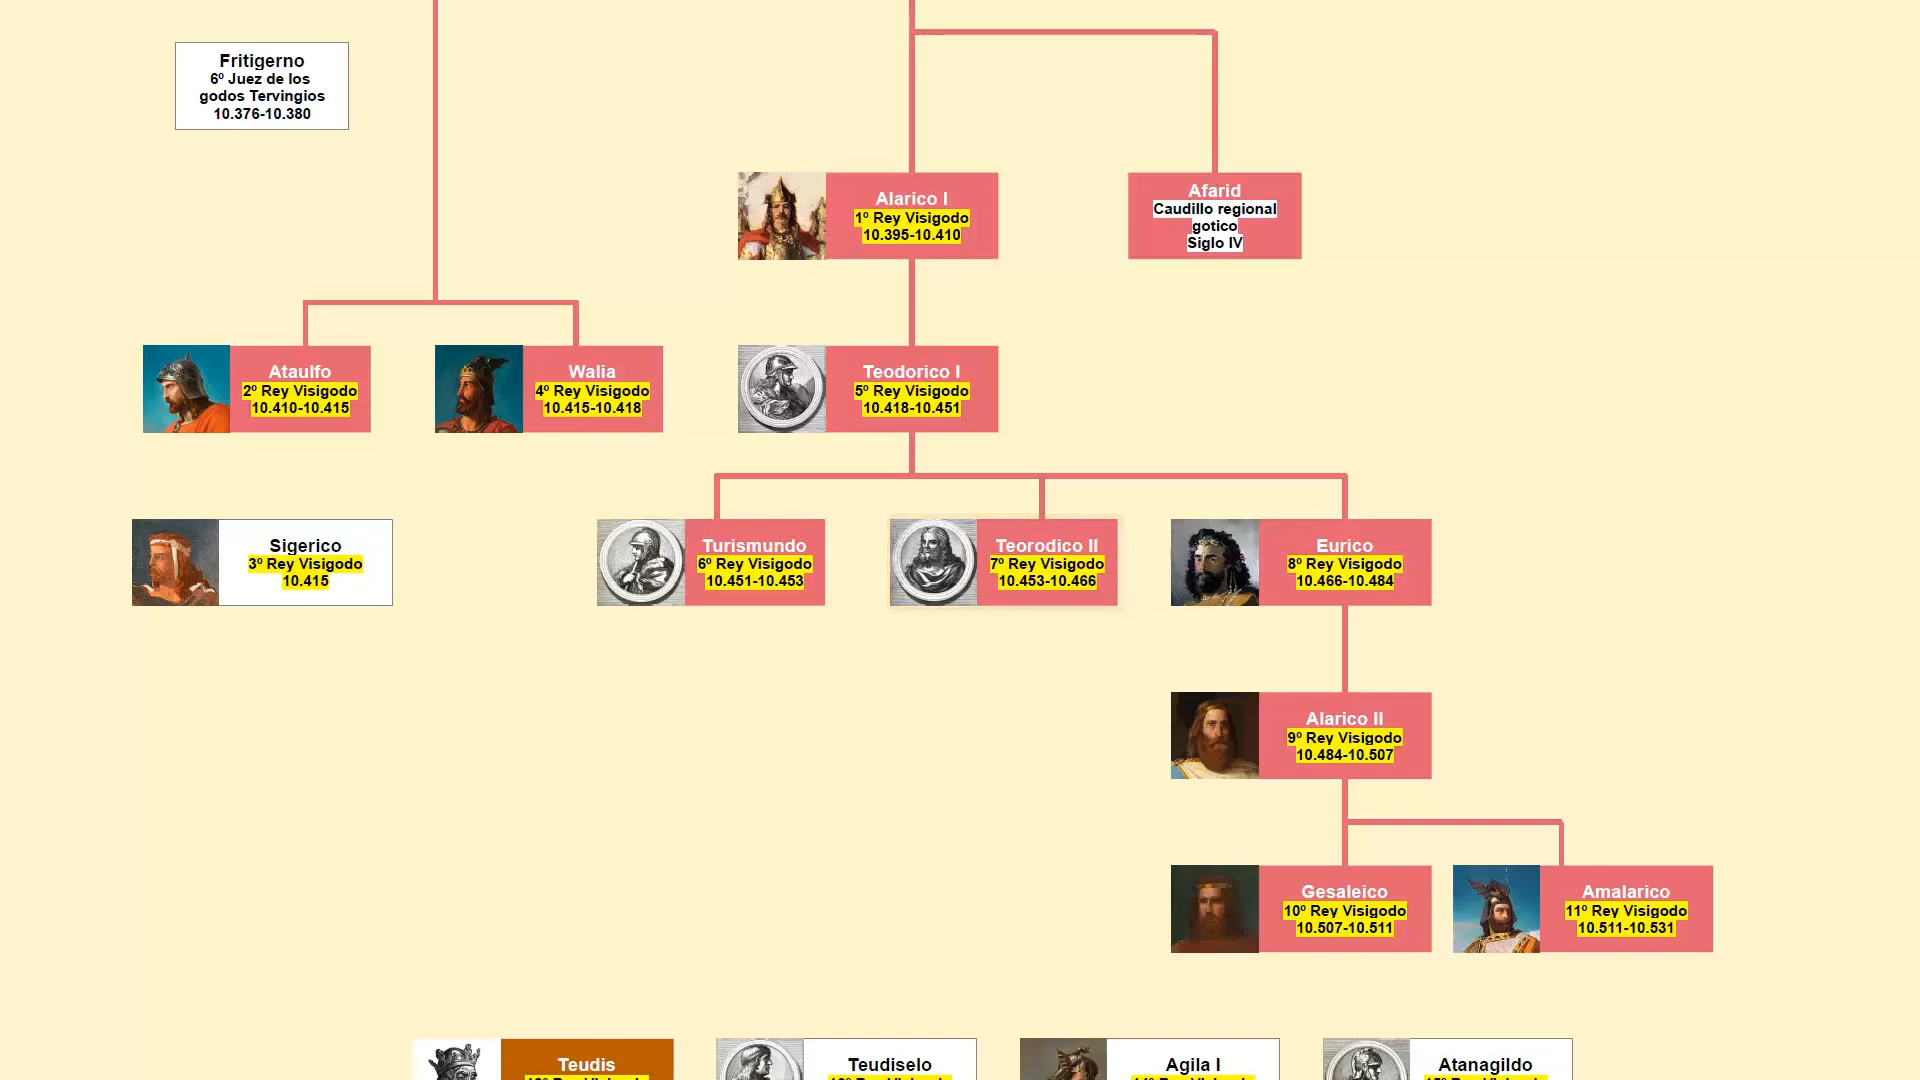 Fritigerno
6º Juez de los
godos Tervingios
10.376-10.380
Alarico I
1º Rey Visigodo
10.395-10.410
Afarid
Caudillo regional
gotico
Siglo IV
Ataulfo
2º Rey Visigodo
10.410-10.415
Walia
4º Rey Visigodo
10.415-10.418
Teodorico I
5º Rey Visigodo
10.418-10.451
Sigerico
3º Rey Visigodo
10.415
Turismundo
6º Rey Visigodo
10.451-10.453
Teorodico II
7º Rey Visigodo
10.453-10.466
Eurico
8º Rey Visigodo
10.466-10.484
Alarico II
9º Rey Visigodo
10.484-10.507
Gesaleico
10º Rey Visigodo
10.507-10.511
Amalarico
11º Rey Visigodo
10.511-10.531
Teudis
Teudiselo
Agila I
Atanagildo